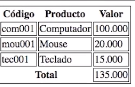 Código Producto Valor
com001 Computador 100.000
mou001 Mouse 20.000
tec001 Teclado 15.000
Total 135.000